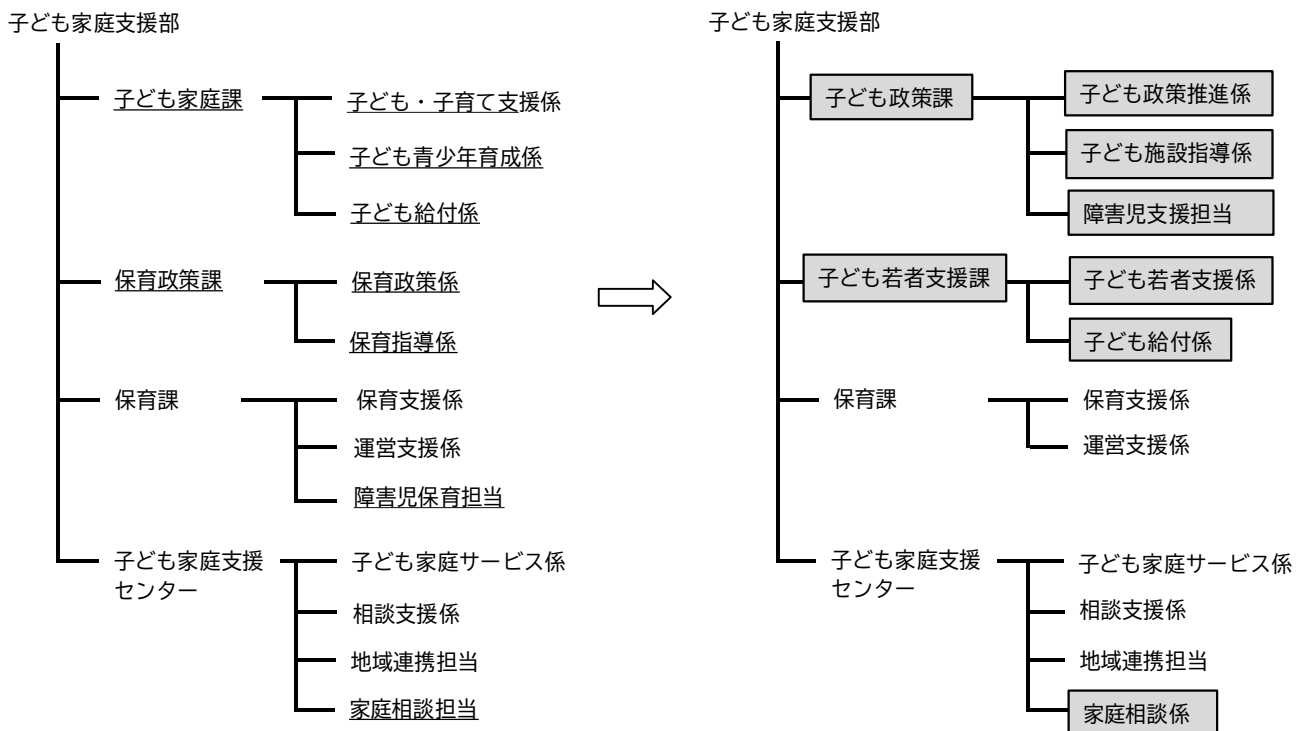 子ども家庭支援部
子ども家庭課
子ども・子育て支援係
子ども青少年育成係
子ども給付係
保育政策課
保育政策係
保育指導係
保育課
保育支援係
運営支援係
障害児保育担当
子ども家庭支援
センター
子ども家庭サービス係
相談支援係
地域連携担当
家庭相談担当
子ども家庭支援部
子ども政策課
子ども政策推進係
子ども施設指導係
障害児支援担当
子ども若者支援課
子ども若者支援係
子ども給付係
保育課
保育支援係
運営支援係
子ども家庭支援
センター
子ども家庭サービス係
相談支援係
地域連携担当
家庭相談係